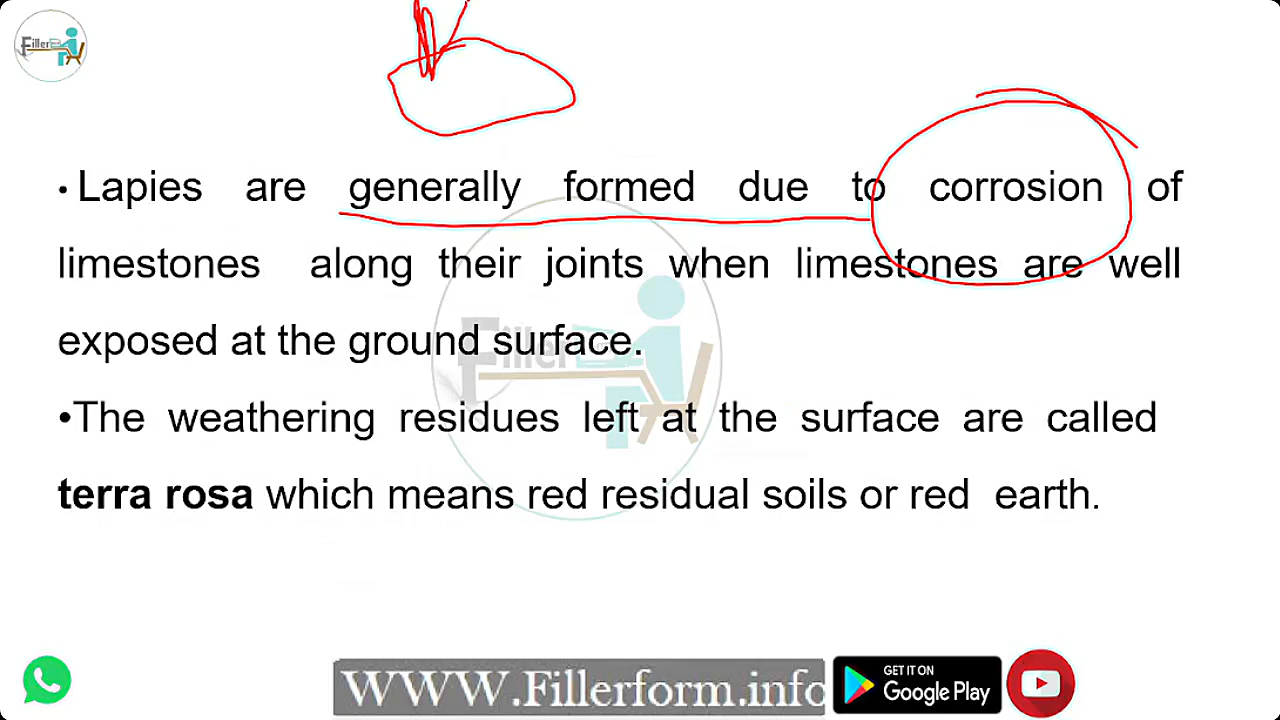 Filler
• Lapies are generally formed due to corrosion of
limestones along their joints when limestones are well
exposed at the ground surface.
•The weathering residues left at the surface are called
terra rosa which means red residual soils or red earth.
Filler
WWW.Fillerform.info
GET IT ON
Google Play